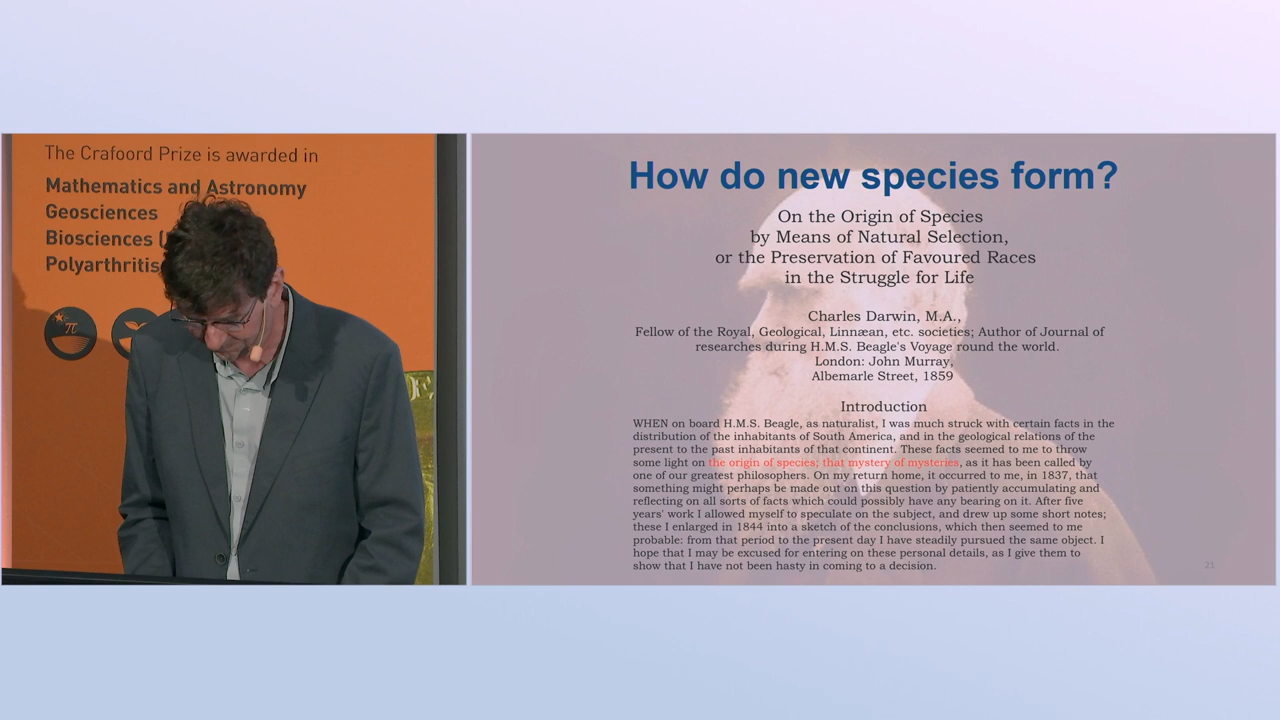 The Crafoord Prize is awarded in
Mathematics and Astronomy
Geosciences
Biosciences (
Polyarthritis
π
How do new species form?
On the Origin of Species
by Means of Natural Selection,
or the Preservation of Favoured Races
in the Struggle for Life
Charles Darwin, M.A.,
Fellow of the Royal, Geological, Linnæan, etc. societies; Author of Journal of
researches during H.M.S. Beagle's Voyage round the world.
London: John Murray,
Albemarle Street, 1859
Introduction
WHEN on board H.M.S. Beagle, as naturalist, I was much struck with certain facts in the
distribution of the inhabitants of South America, and in the geological relations of the
present to the past inhabitants of that continent. These facts seemed to me to throw
some light on the origin of species; that mystery of mysteries, as it has been called by
one of our greatest philosophers. On my return home, it occurred to me, in 1837, that
something might perhaps be made out on this question by patiently accumulating and
reflecting on all sorts of facts which could possibly have any bearing on it. After five
years' work I allowed myself to speculate on the subject, and drew up some short notes;
these I enlarged in 1844 into a sketch of the conclusions, which then seemed to me
probable: from that period to the present day I have steadily pursued the same object. I
hope that I may be excused for entering on these personal details, as I give them to
show that I have not been hasty in coming to a decision.
21